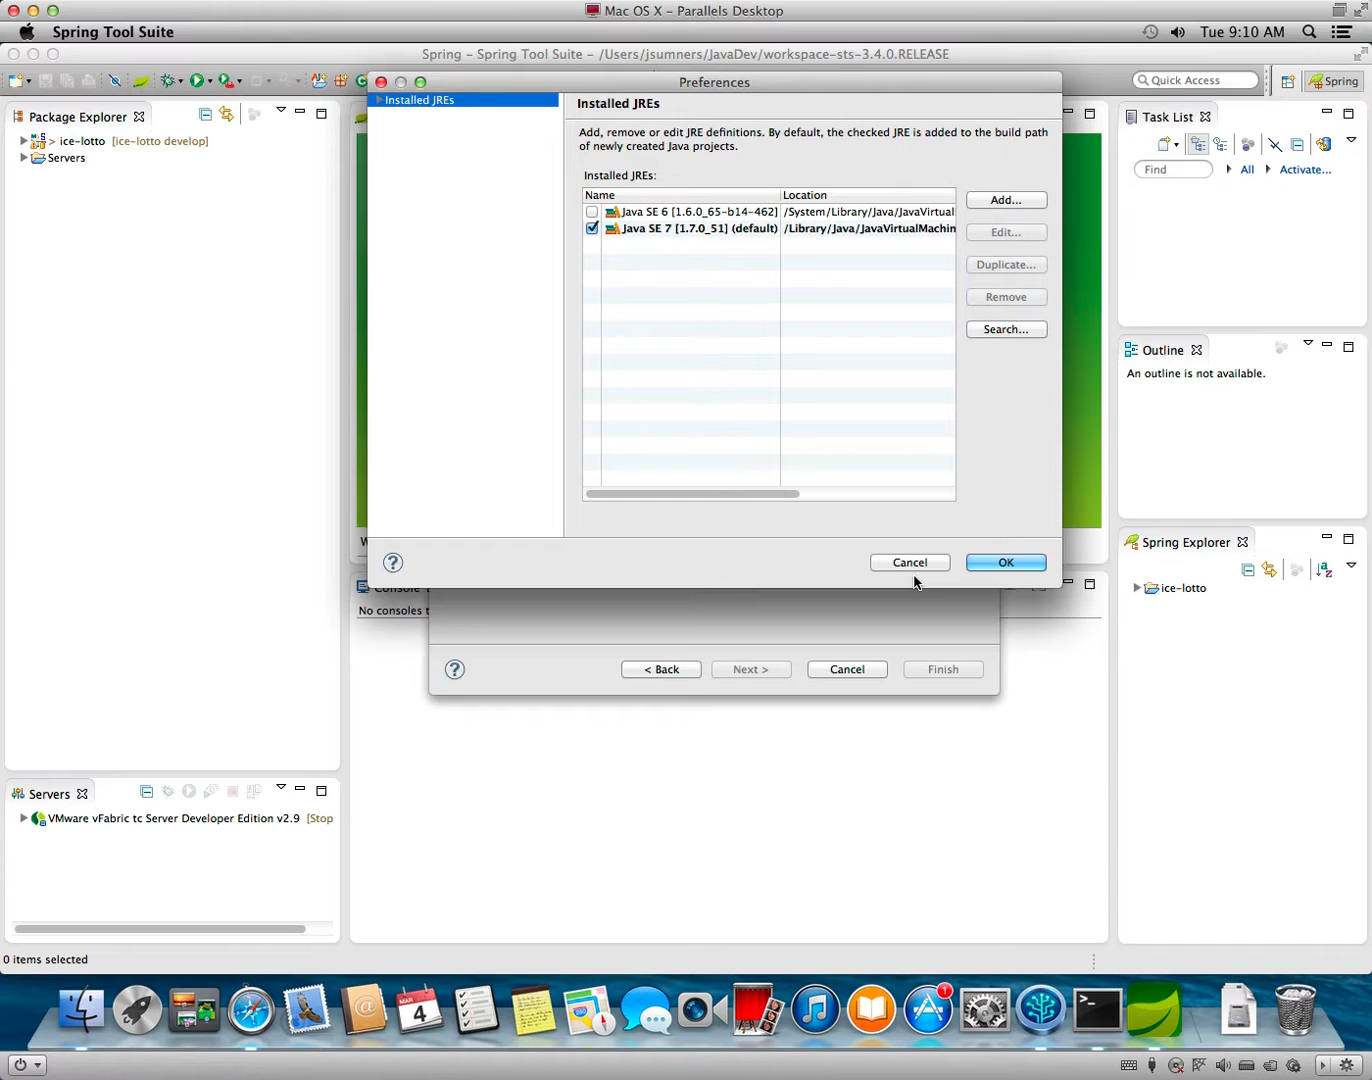 Mac OS X - Parallels Desktop
Spring Tool Suite
Tue 9:10 AM
Spring – Spring Tool Suite – /Users/jsumners/JavaDev/workspace-sts-3.4.0.RELEASE
Preferences
Quick Access
Spring
Package Explorer
> ice-lotto [ice-lotto develop]
Servers
Installed JREs
Installed JREs
Add, remove or edit JRE definitions. By default, the checked JRE is added to the build path
of newly created Java projects.
Installed JREs:
Name Location
Java SE 6 [1.6.0_65-b14-462] /System/Library/Java/JavaVirtual
Java SE 7 [1.7.0_51] (default) /Library/Java/JavaVirtualMachin
Add...
Edit...
Duplicate...
Remove
Search...
? Cancel OK
Task List
Find All Activate...
Outline
An outline is not available.
Spring Explorer
ice-lotto
Console
No consoles t
? < Back Next > Cancel Finish
Servers
VMware vFabric tc Server Developer Edition v2.9 [Stop
0 items selected
MAR
4
1